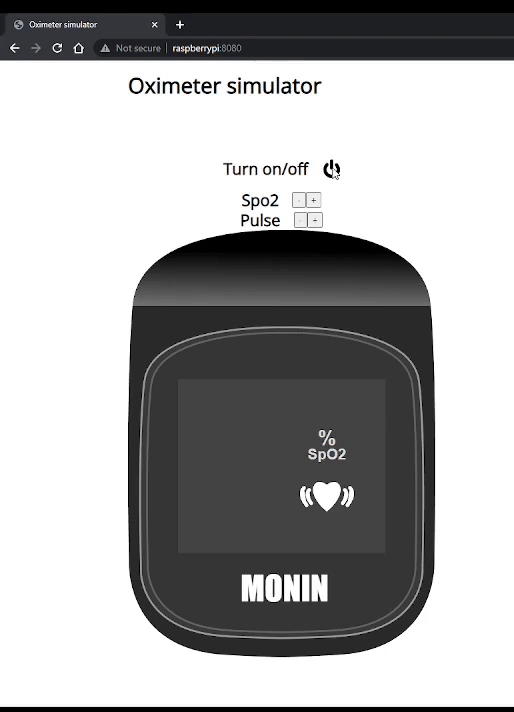 Oximeter simulator
Not secure | raspberrypi:8080
Oximeter simulator
Turn on/off
Spo2 - +
Pulse - +
%
SpO2
MONIN